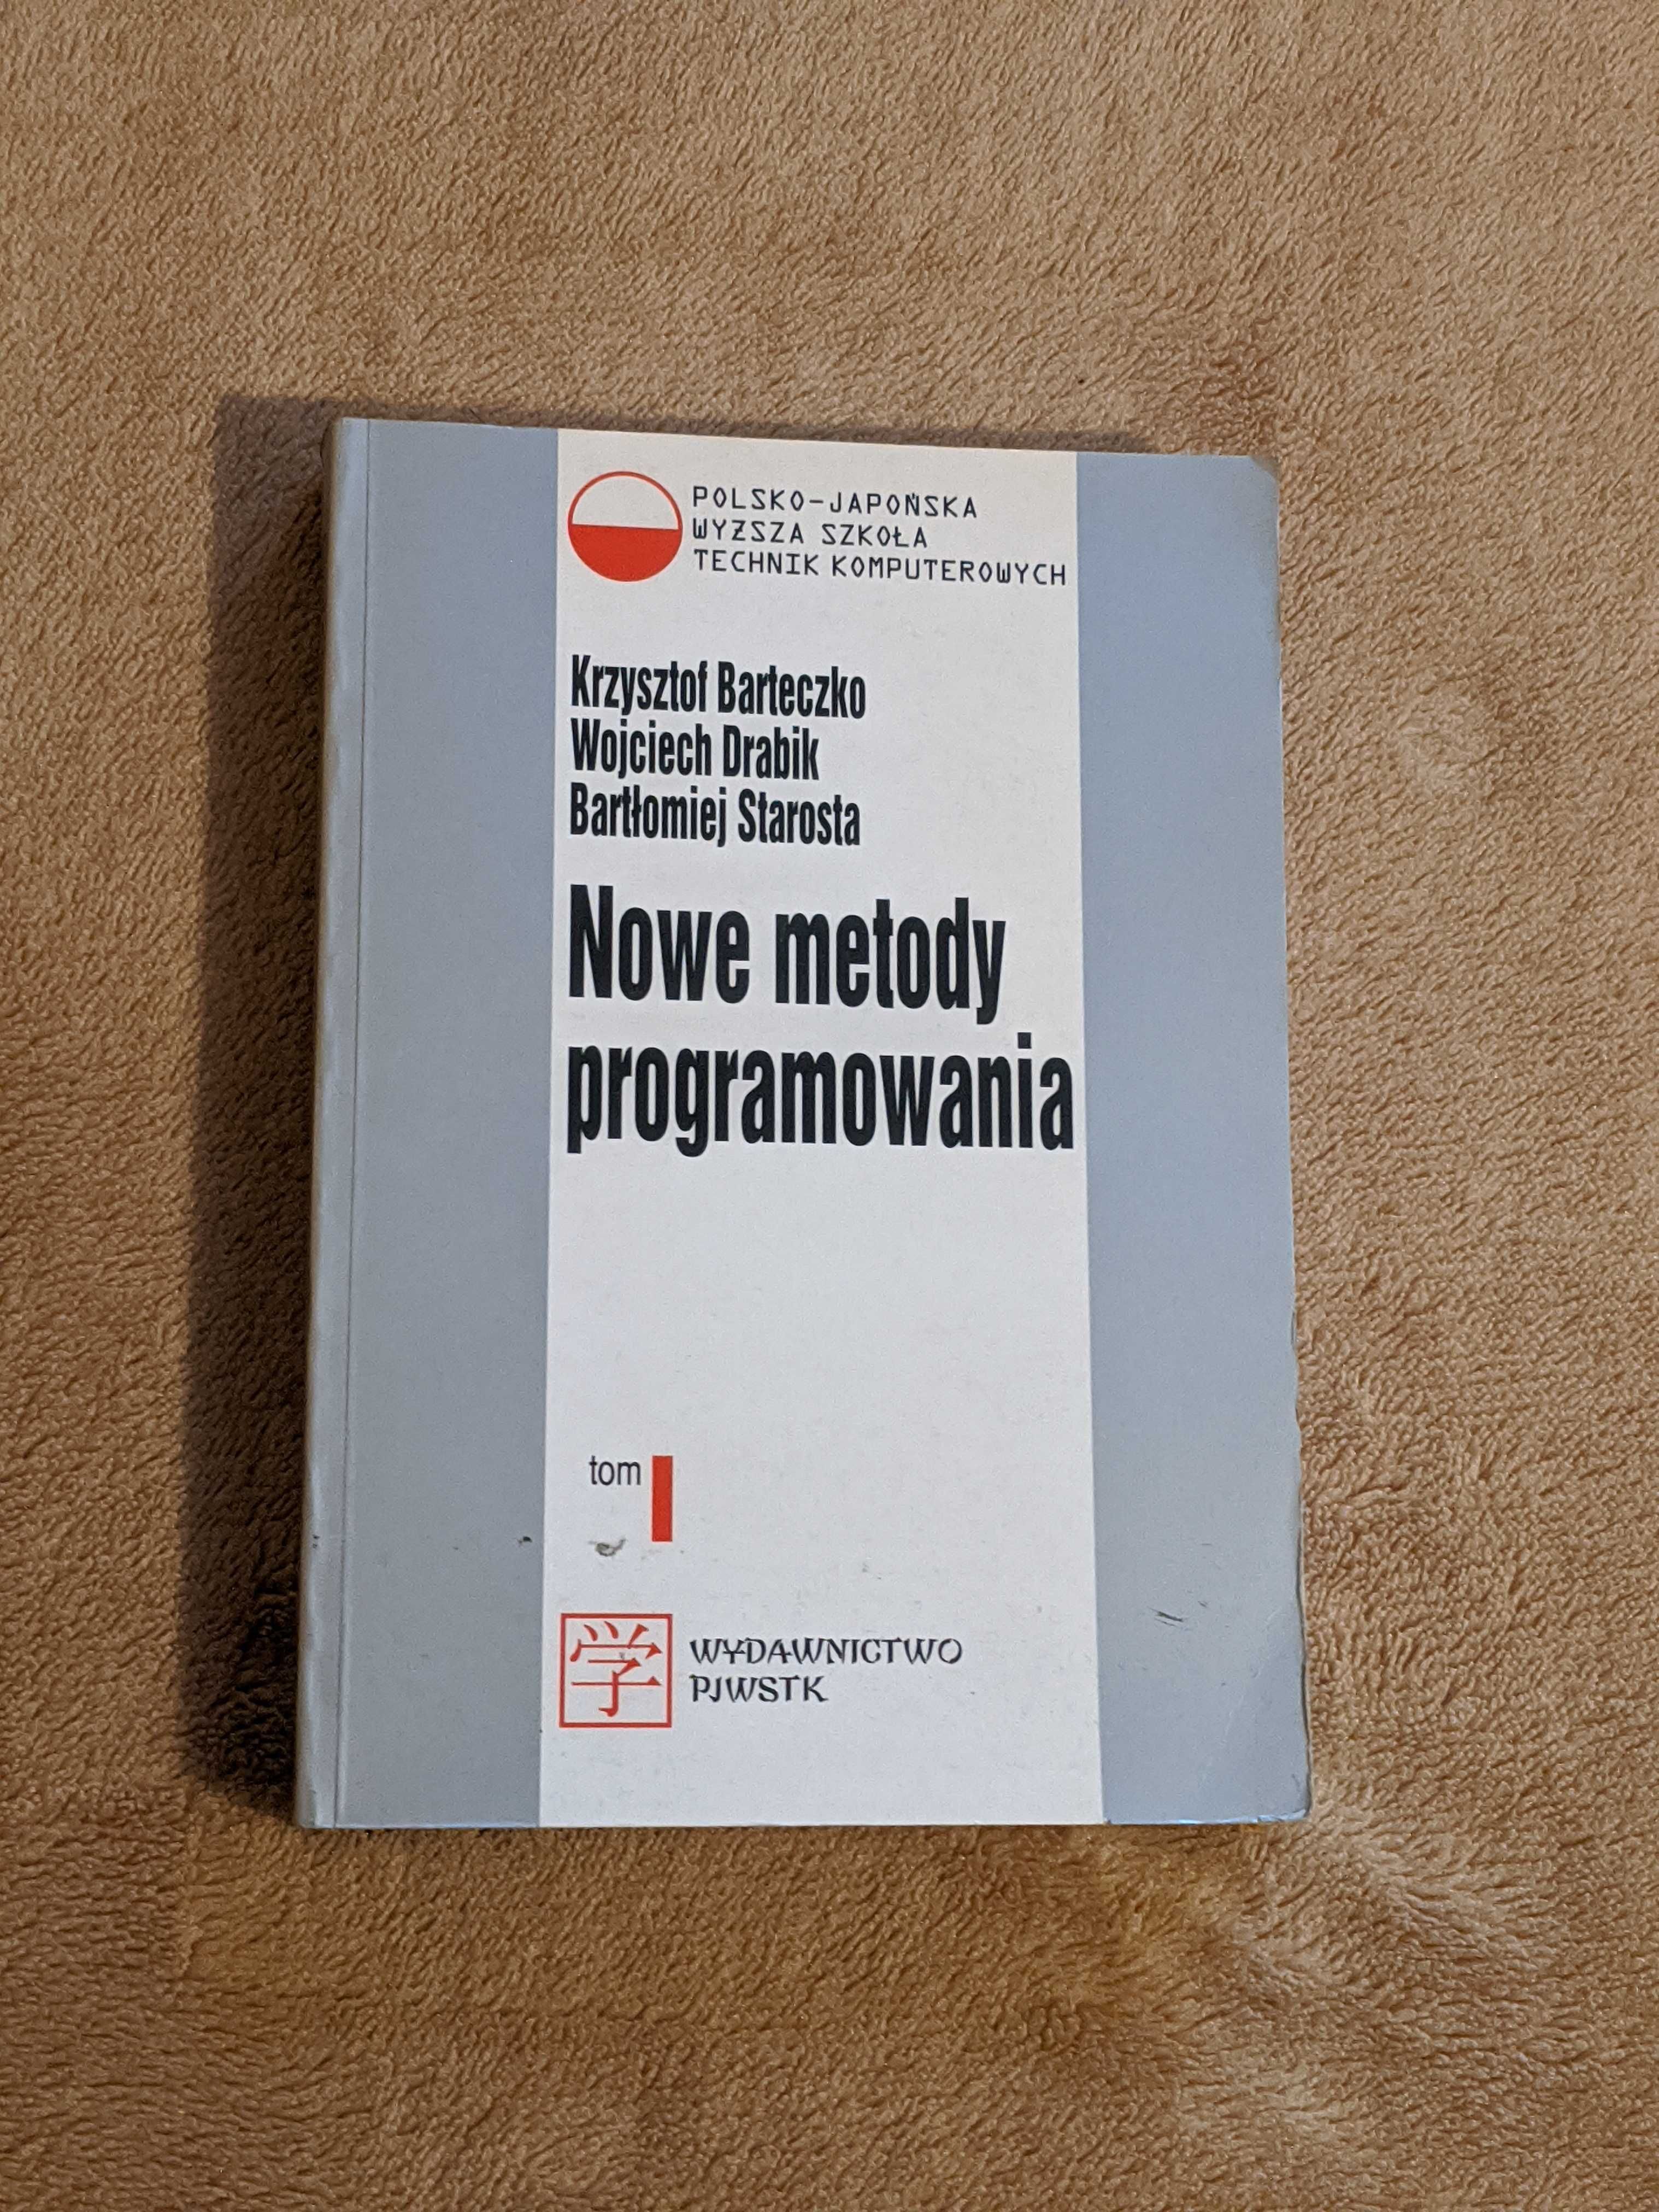 POLSKO-JAPOŃSKA
WYŻSZA SZKOŁA
TECHNIK KOMPUTEROWYCH
Krzysztof Barteczko
Wojciech Drabik
Bartłomiej Starosta
Nowe metody
programowania
tom I
学
WYDAWNICTWO
PJWSTK